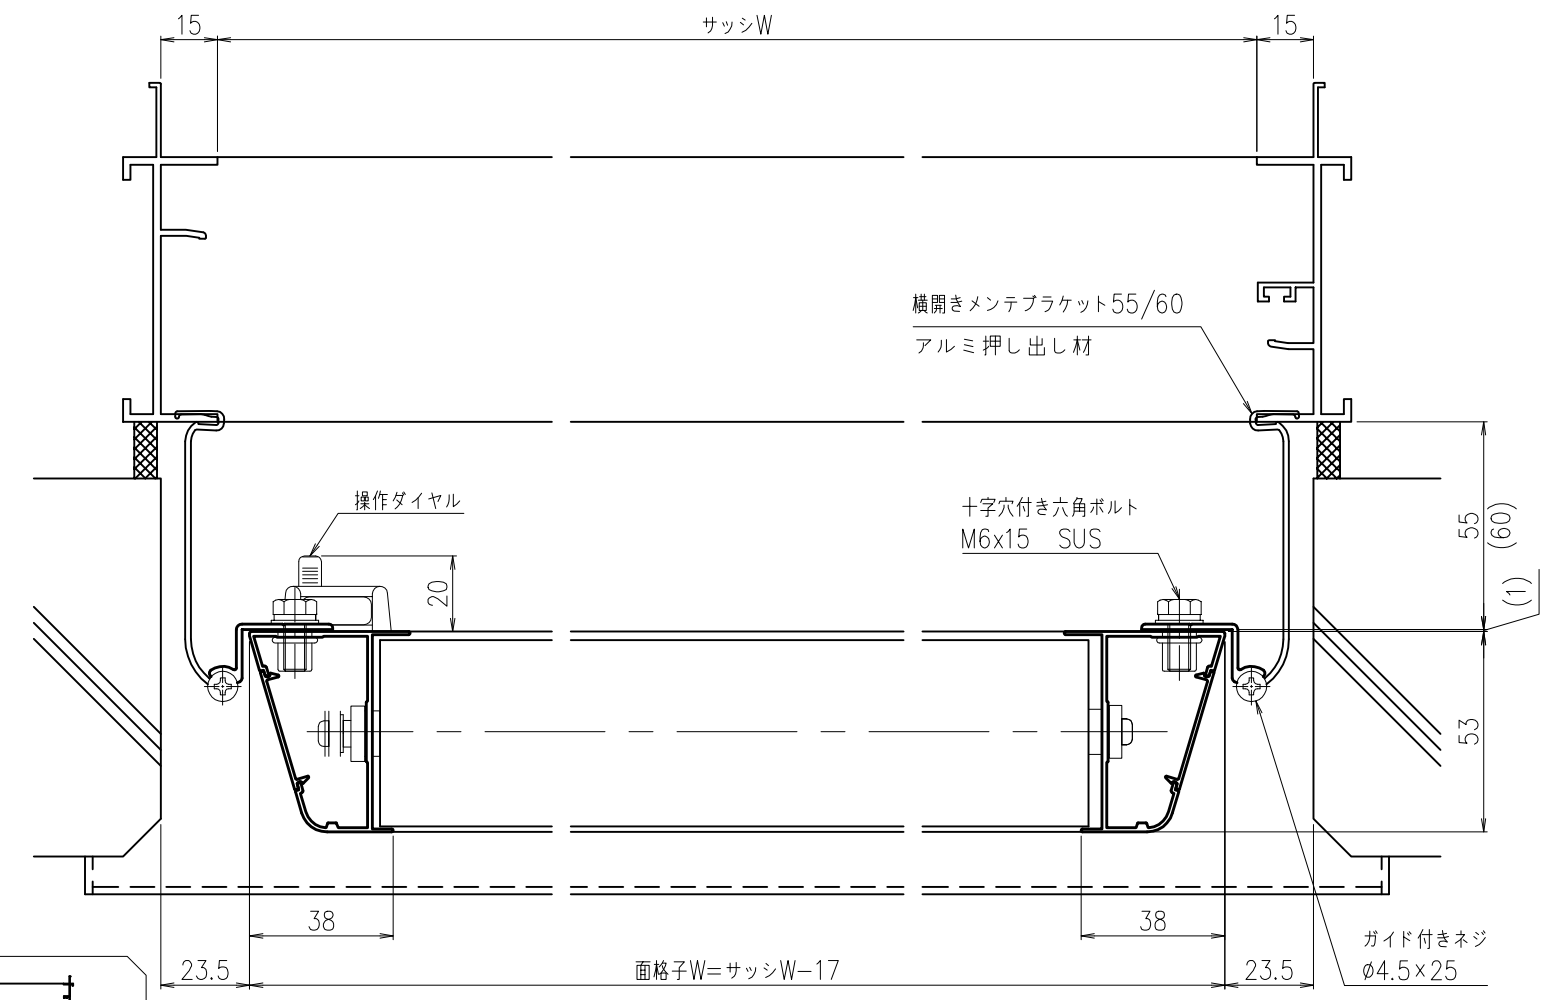 15
サッシW
15
横開きメンテブラケット55/60
アルミ押し出し材
操作ダイヤル
十字穴付き六角ボルト
M6x15 SUS
20
55
(60)
(1)
53
38
38
ガイド付きネジ
ø4.5×25
23.5
面格子W=サッシW-17
23.5